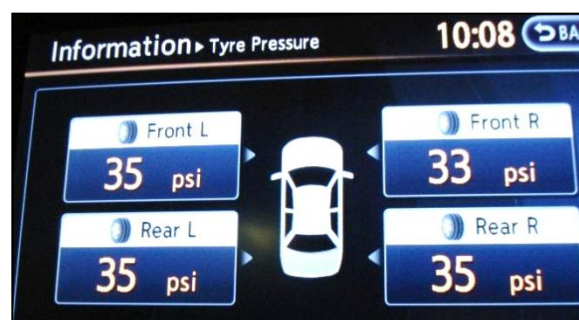 Information ▸ Tyre Pressure
10:08
Front L
35 psi
Front R
33 psi
Rear L
35 psi
Rear R
35 psi